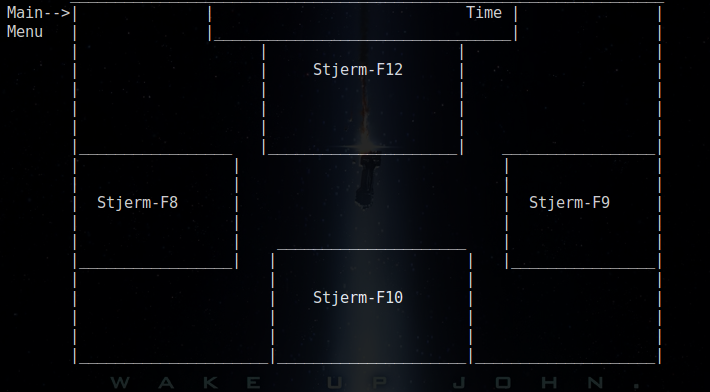 Main--> Time
Menu
Stjerm-F12
Stjerm-F8 Stjerm-F9
Stjerm-F10
WAKE UP JOHN.